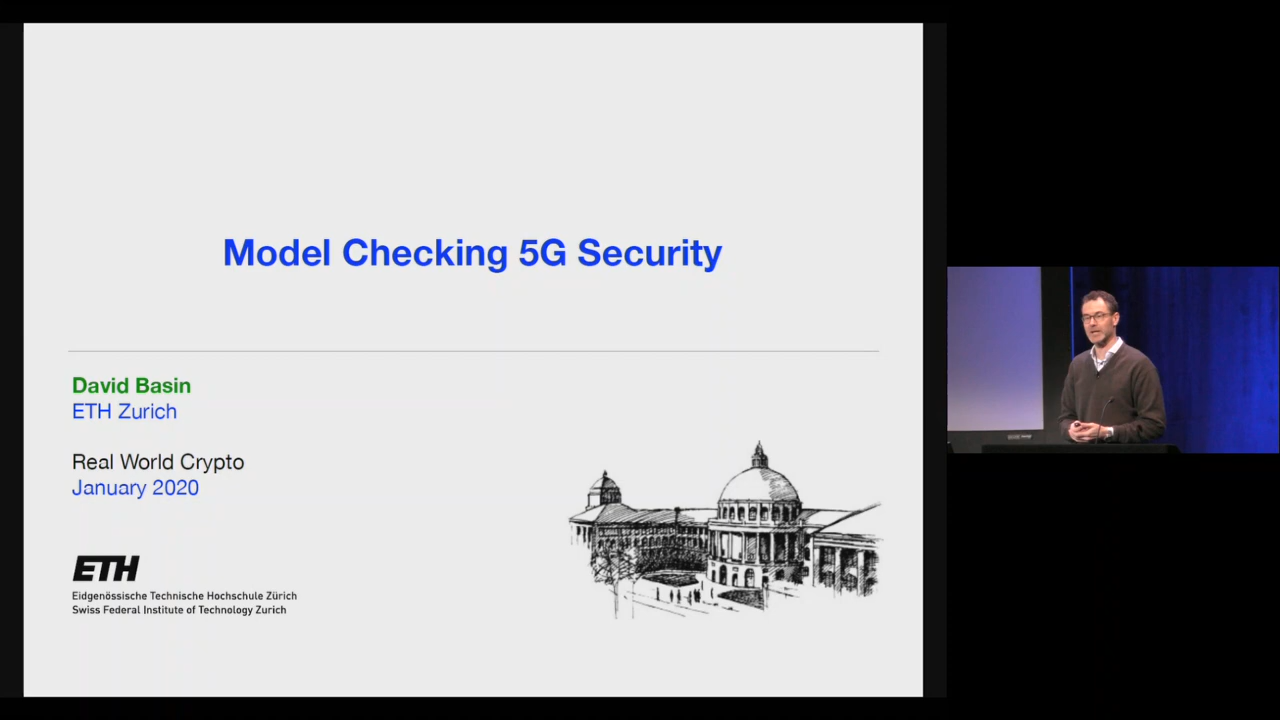 Model Checking 5G Security
David Basin
ETH Zurich
Real World Crypto
January 2020
ETH
Eidgenössische Technische Hochschule Zürich
Swiss Federal Institute of Technology Zurich